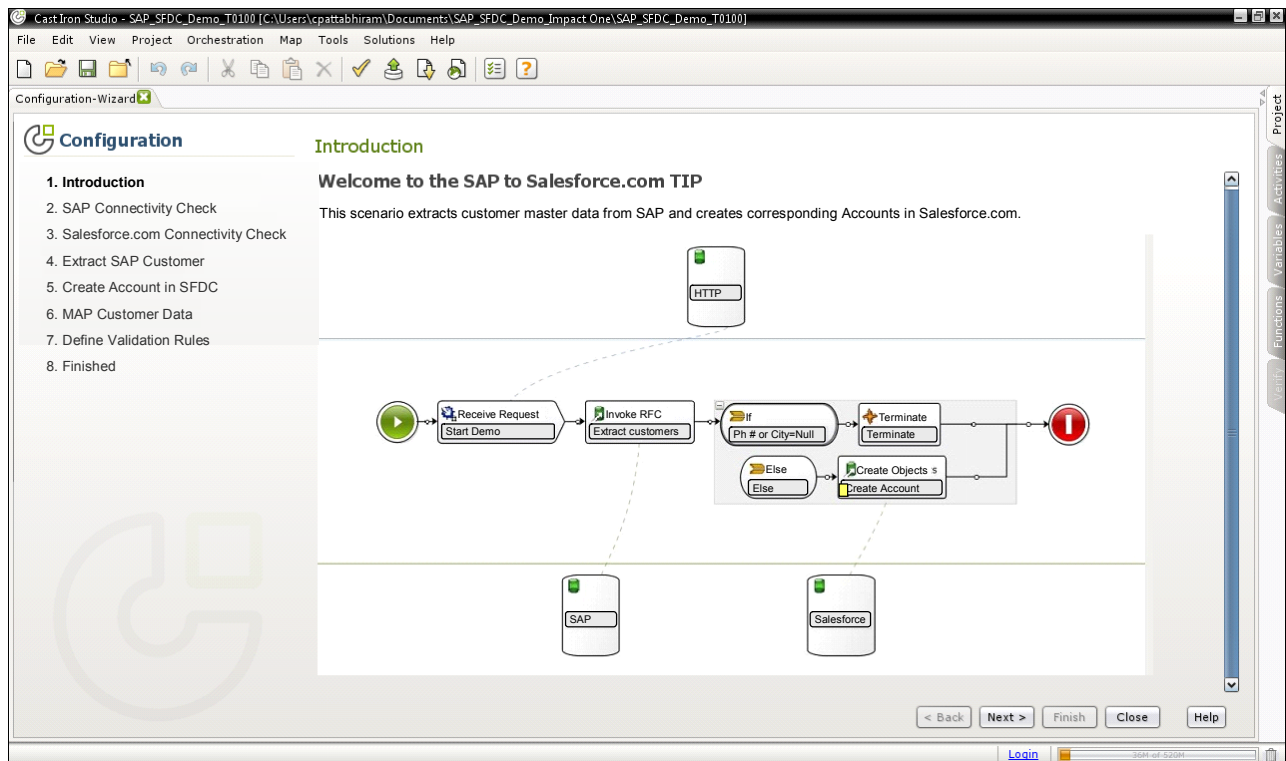 Cast Iron Studio - SAP_SFDC_Demo_T0100 [C:\Users\cpattabhiram\Documents\SAP_SFDC_Demo_Impact One\SAP_SFDC_Demo_T0100]
File Edit View Project Orchestration Map Tools Solutions Help
Configuration-Wizard
Project
Activities
Variables
Functions
Verify
Configuration
1. Introduction
2. SAP Connectivity Check
3. Salesforce.com Connectivity Check
4. Extract SAP Customer
5. Create Account in SFDC
6. MAP Customer Data
7. Define Validation Rules
8. Finished
Introduction
Welcome to the SAP to Salesforce.com TIP
This scenario extracts customer master data from SAP and creates corresponding Accounts in Salesforce.com.
HTTP
Receive Request
Start Demo
Invoke RFC
Extract customers
If
Ph # or City=Null
Terminate
Terminate
Else
Else
Create Objects s
Create Account
SAP
Salesforce
< Back Next > Finish Close Help
Login 36M of 520M